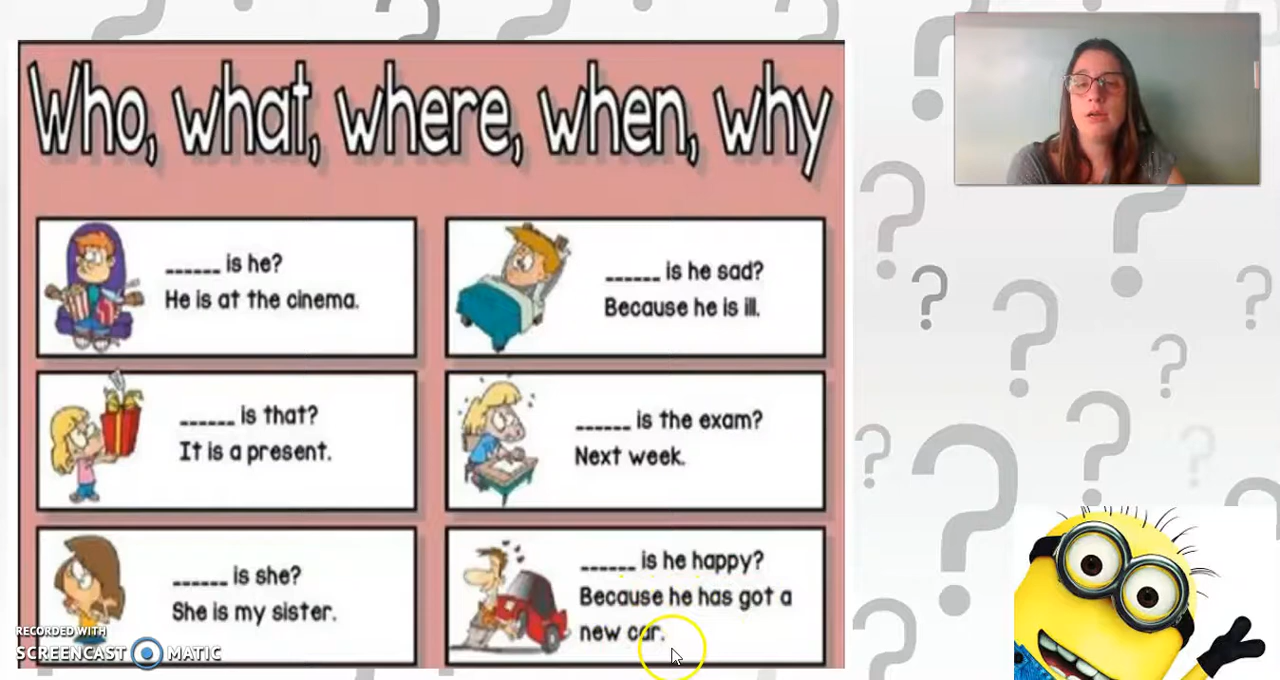 Who, what, where, when, why
______ is he?
He is at the cinema.
______ is he sad?
Because he is ill.
______ is that?
It is a present.
______ is the exam?
Next week.
______ is she?
She is my sister.
______ is he happy?
Because he has got a
new car.
RECORDED WITH
SCREENCAST MATIC